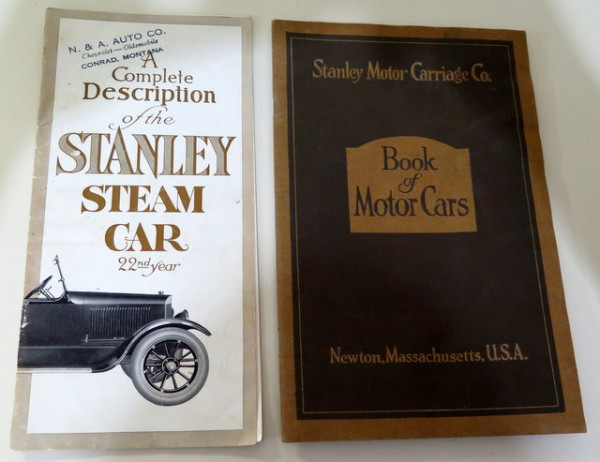 N. & A. AUTO CO.
Chevrolet — Oldsmobile
CONRAD, MONTANA
A
Complete
Description
of the
STANLEY
STEAM
CAR
22nd year
Stanley Motor Carriage Co.
Book
of
Motor Cars
Newton, Massachusetts, U.S.A.